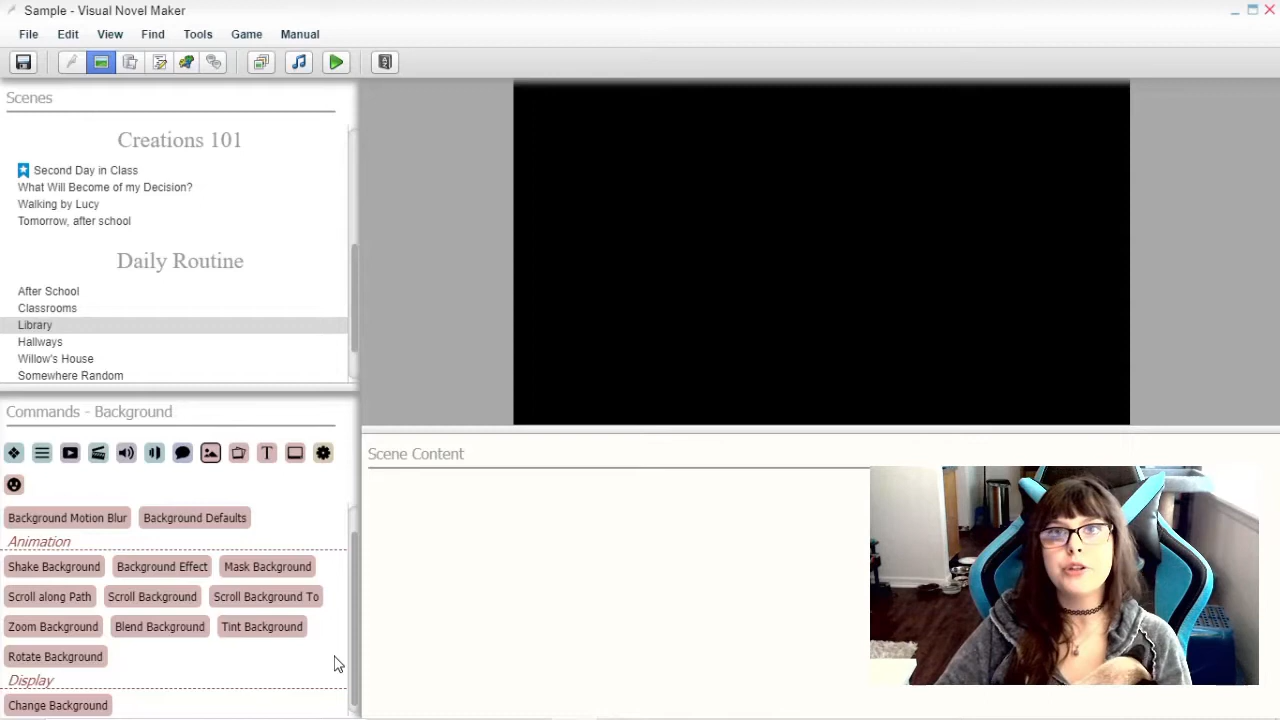 Sample - Visual Novel Maker
File Edit View Find Tools Game Manual
Scenes
Creations 101
Second Day in Class
What Will Become of my Decision?
Walking by Lucy
Tomorrow, after school
Daily Routine
After School
Classrooms
Library
Hallways
Willow's House
Somewhere Random
Commands - Background
T
Background Motion Blur Background Defaults
Animation
Shake Background Background Effect Mask Background
Scroll along Path Scroll Background Scroll Background To
Zoom Background Blend Background Tint Background
Rotate Background
Display
Change Background
Scene Content